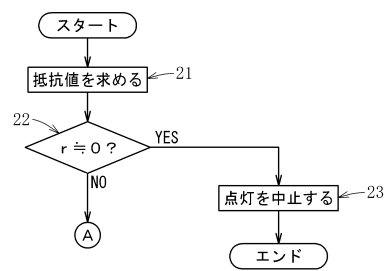 スタート
抵抗値を求める
21
22
r≒0?
YES
NO
点灯を中止する
23
A
エンド